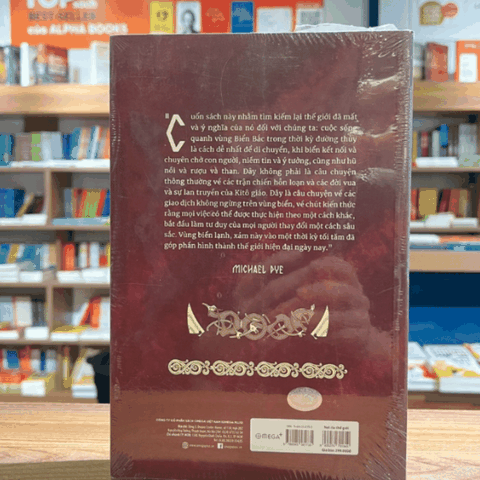 BEST-SELLER
của ALPHA BOOKS
"Cuốn sách này nhằm tìm kiếm lại thế giới đã mất
và ý nghĩa của nó đối với chúng ta: cuộc sống
quanh vùng Biển Bắc trong thời kỳ đường thủy
là cách dễ nhất để di chuyển, khi biển kết nối và
chuyên chở con người, niềm tin và ý tưởng, cũng như hũ
nồi và rượu và than. Đây không phải là câu chuyện
thông thường về các trận chiến hỗn loạn và các đời vua
và sự lan truyền của Kitô giáo. Đây là câu chuyện về các
giao dịch không ngừng trên vùng biển, về chút kiến thức
rằng mọi việc có thể được thực hiện theo một cách khác,
bắt đầu làm tư duy của mọi người thay đổi một cách sâu
sắc. Vùng biển lạnh, xám này vào một thời kỳ tối tăm đã
góp phần hình thành thế giới hiện đại ngày nay."
MICHAEL PYE
OMEGA+